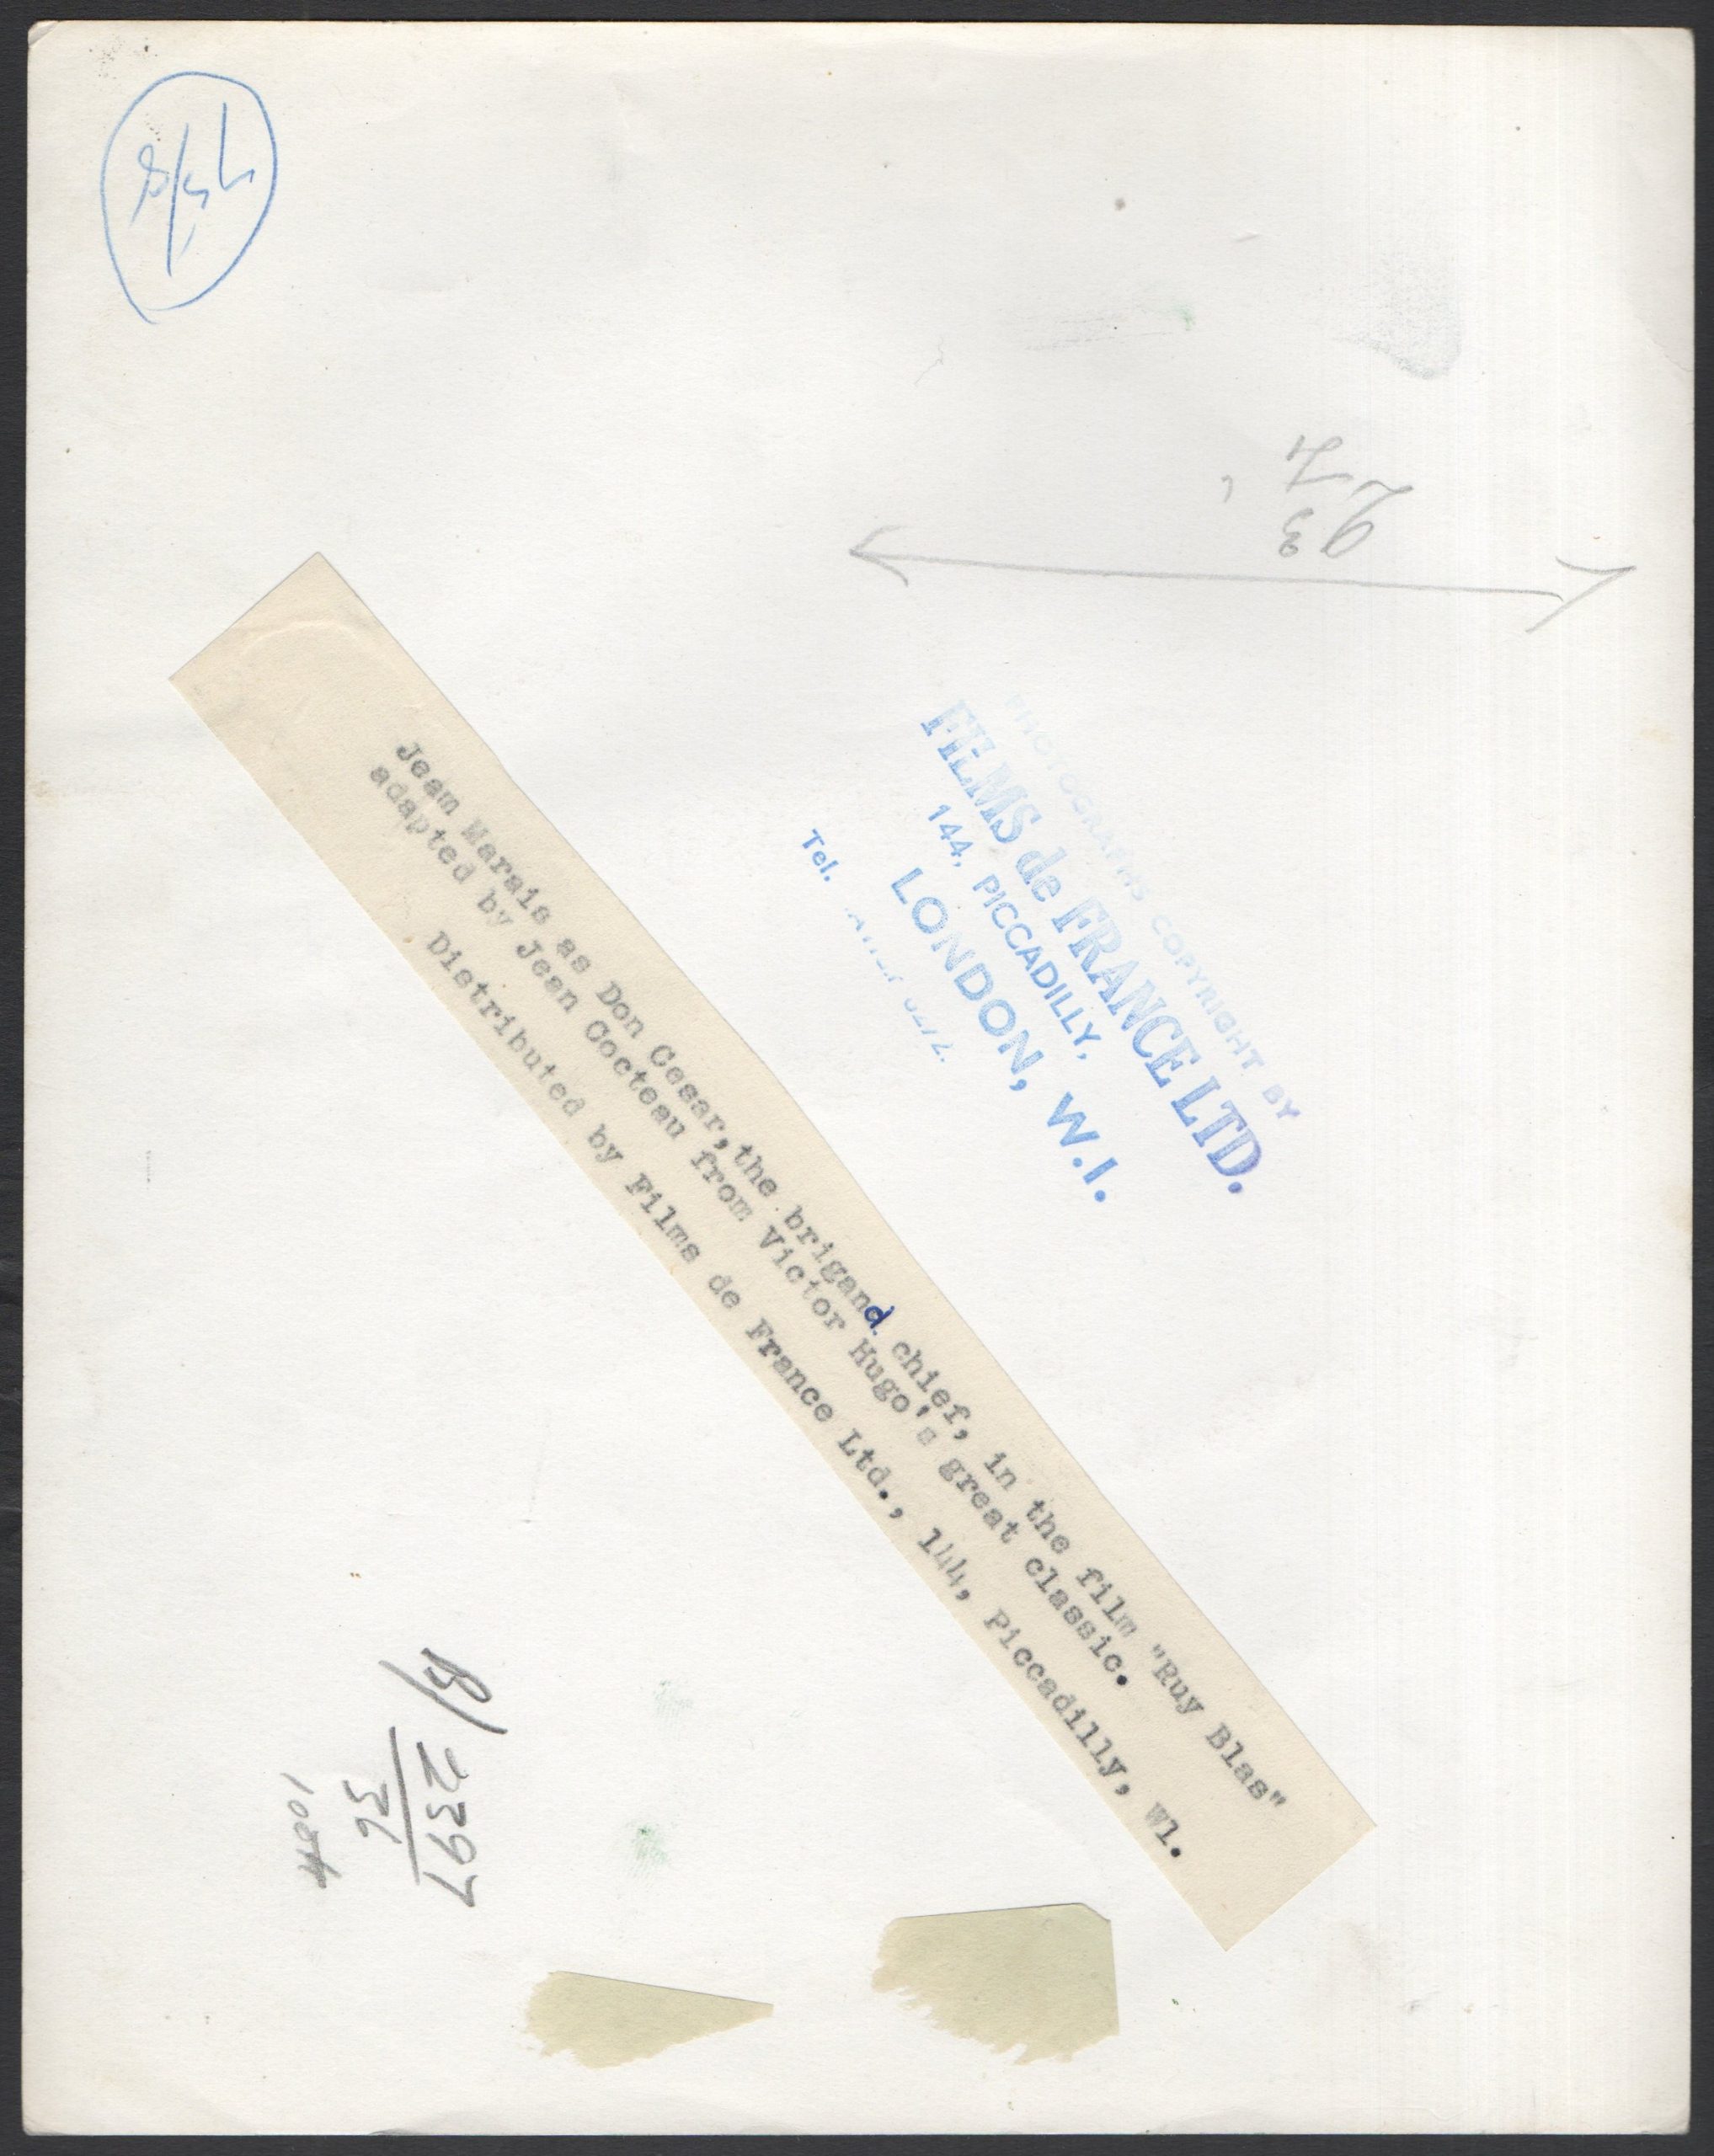 Jean Marais as Don Cesar, the brigand chief, in the film "Ruy Blas"
adapted by Jean Cocteau from Victor Hugo's great classic.
Distributed by Films de France Ltd., 144, Piccadilly, W1.
PHOTOGRAPHS COPYRIGHT BY
FILMS de FRANCE LTD.
144, PICCADILLY,
LONDON, W.I.
Tel.
2397
36